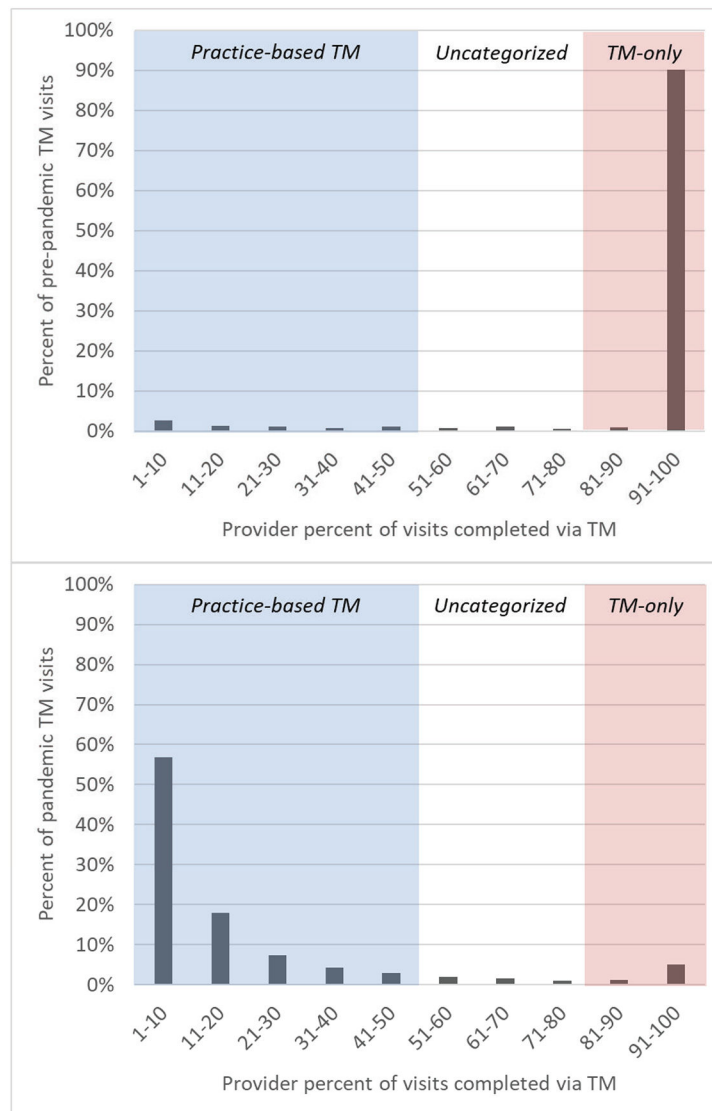 Practice-based TM Uncategorized TM-only
Percent of pre-pandemic TM visits
100%
90%
80%
70%
60%
50%
40%
30%
20%
10%
0%
1-10 11-20 21-30 31-40 41-50 51-60 61-70 71-80 81-90 91-100
Provider percent of visits completed via TM
Practice-based TM Uncategorized TM-only
Percent of pandemic TM visits
100%
90%
80%
70%
60%
50%
40%
30%
20%
10%
0%
1-10 11-20 21-30 31-40 41-50 51-60 61-70 71-80 81-90 91-100
Provider percent of visits completed via TM